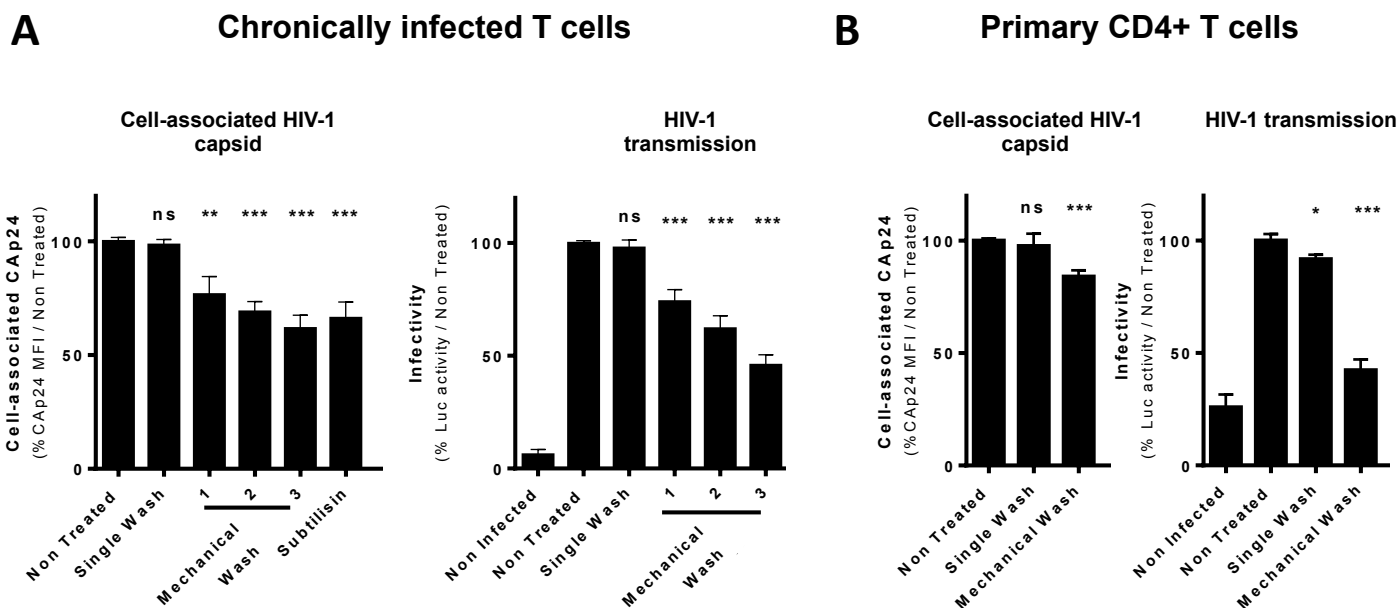 A
Chronically infected T cells
B
Primary CD4+ T cells
Cell-associated HIV-1
capsid
HIV-1
transmission
Cell-associated HIV-1
capsid
HIV-1 transmission
Cell-associated CAp24
(%CAp24 MFI / Non Treated)
100
50
0
ns
**
***
***
***
Non Treated
Single Wash
1
2
3
Mechanical
Wash
Subtilisin
Infectivity
(% Luc activity / Non Treated)
100
50
0
ns
***
***
***
Non Infected
Non Treated
Single Wash
1
2
3
Mechanical
Wash
Cell-associated CAp24
(%CAp24 MFI / Non Treated)
100
50
0
ns
***
Non Treated
Single Wash
Mechanical Wash
Infectivity
(% Luc activity / Non Treated)
100
50
0
*
***
Non Infected
Non Treated
Single Wash
Mechanical Wash